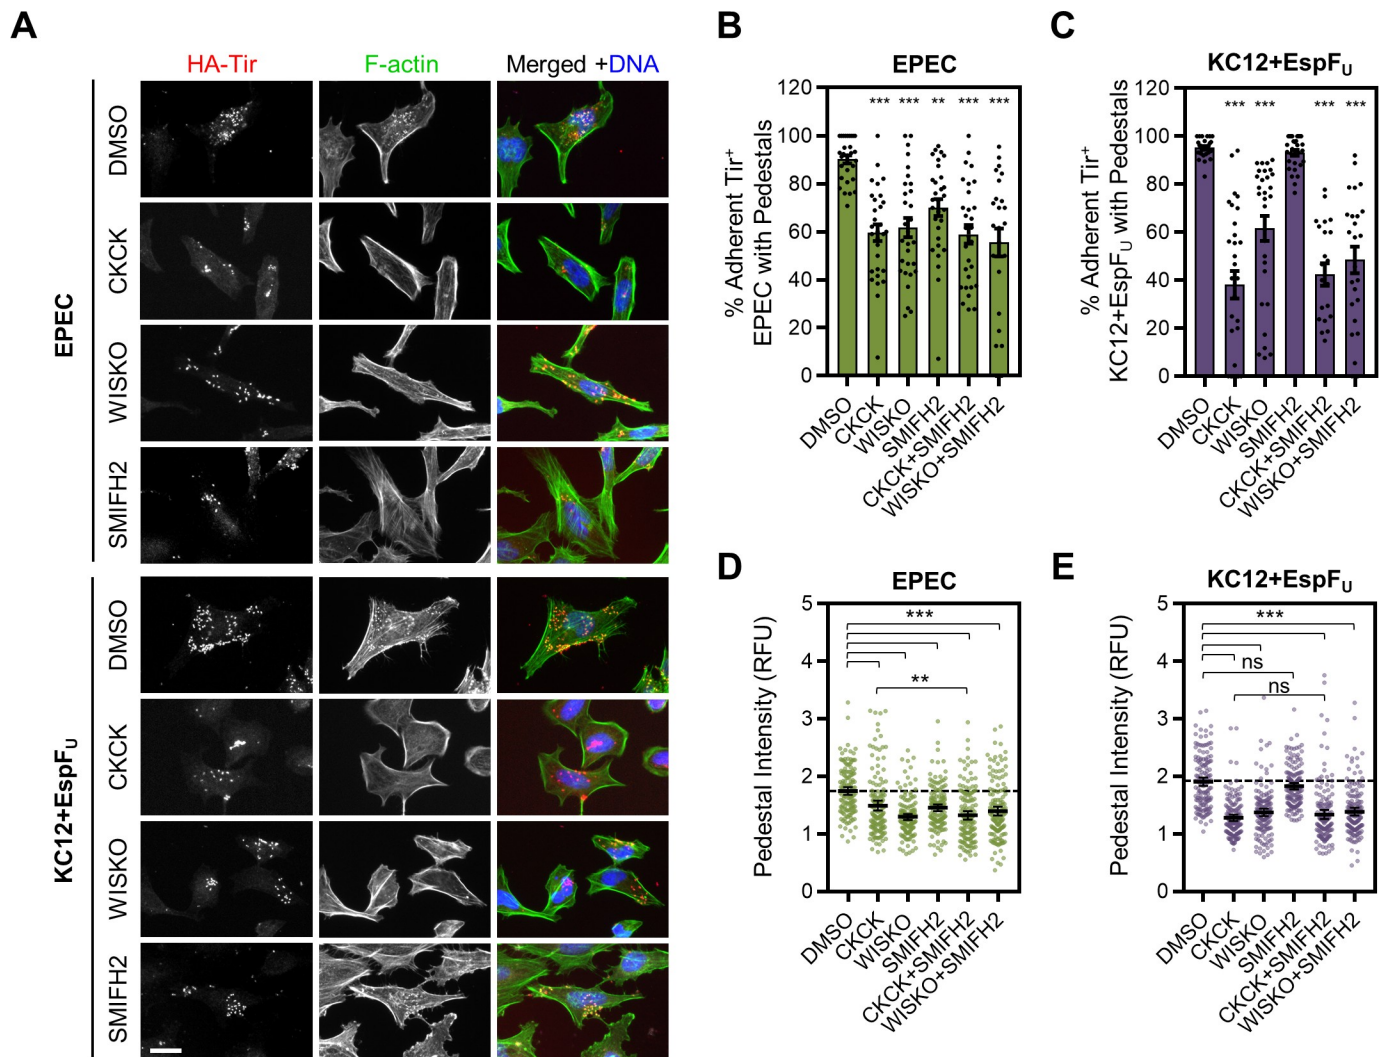 A
HA-Tir
F-actin
Merged +DNA
EPEC
DMSO
CKCK
WISKO
SMIFH2
KC12+EspFU
DMSO
CKCK
WISKO
SMIFH2
B
EPEC
% Adherent Tir+
EPEC with Pedestals
120
100
80
60
40
20
0
*** *** ** *** ***
DMSO
CKCK
WISKO
SMIFH2
CKCK+SMIFH2
WISKO+SMIFH2
C
KC12+EspFU
% Adherent Tir+
KC12+EspFU with Pedestals
120
100
80
60
40
20
0
*** *** *** ***
DMSO
CKCK
WISKO
SMIFH2
CKCK+SMIFH2
WISKO+SMIFH2
D
EPEC
Pedestal Intensity (RFU)
5
4
3
2
1
0
***
**
DMSO
CKCK
WISKO
SMIFH2
CKCK+SMIFH2
WISKO+SMIFH2
E
KC12+EspFU
Pedestal Intensity (RFU)
5
4
3
2
1
0
***
ns
ns
DMSO
CKCK
WISKO
SMIFH2
CKCK+SMIFH2
WISKO+SMIFH2